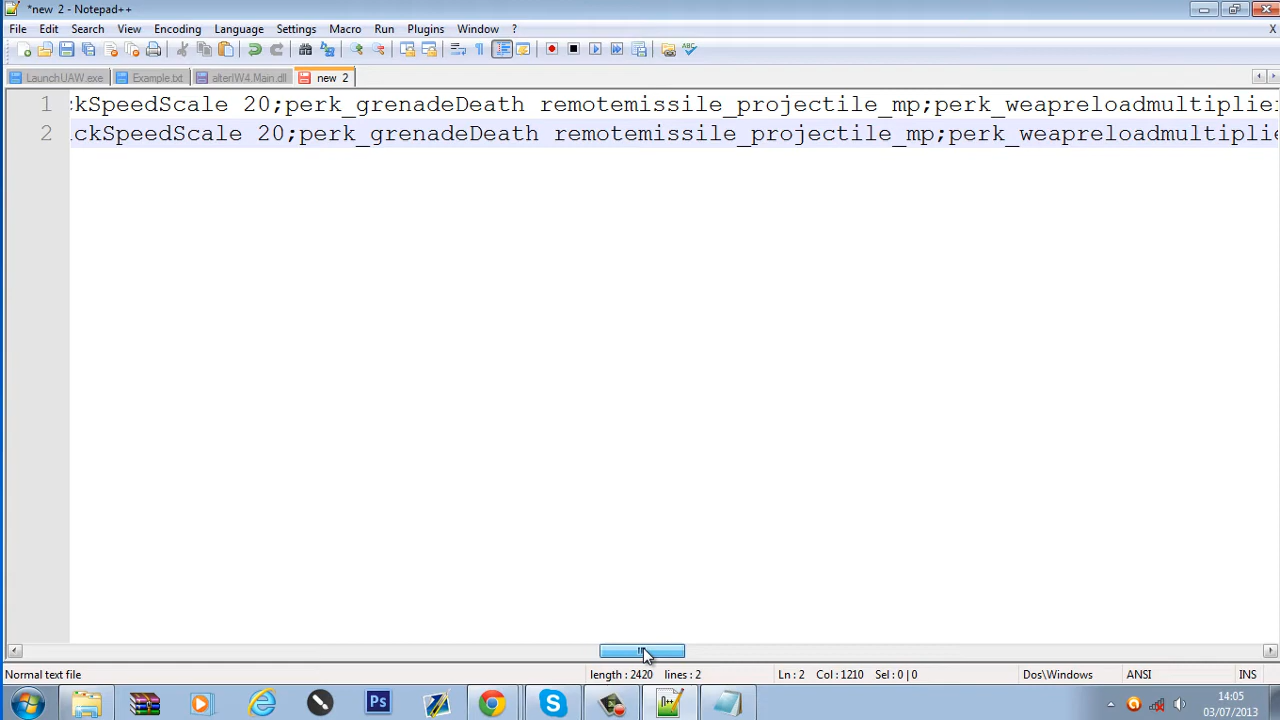 *new 2 - Notepad++
File Edit Search View Encoding Language Settings Macro Run Plugins Window ? X
LaunchUAW.exe Example.txt alterIW4.Main.dll new 2
1 ckSpeedScale 20;perk_grenadeDeath remotemissile_projectile_mp;perk_weapreloadmultiplie
2 ackSpeedScale 20;perk_grenadeDeath remotemissile_projectile_mp;perk_weapreloadmultiplie
Normal text file length : 2420 lines : 2 Ln : 2 Col : 1210 Sel : 0 | 0 Dos\Windows ANSI INS
Ps 14:05
03/07/2013